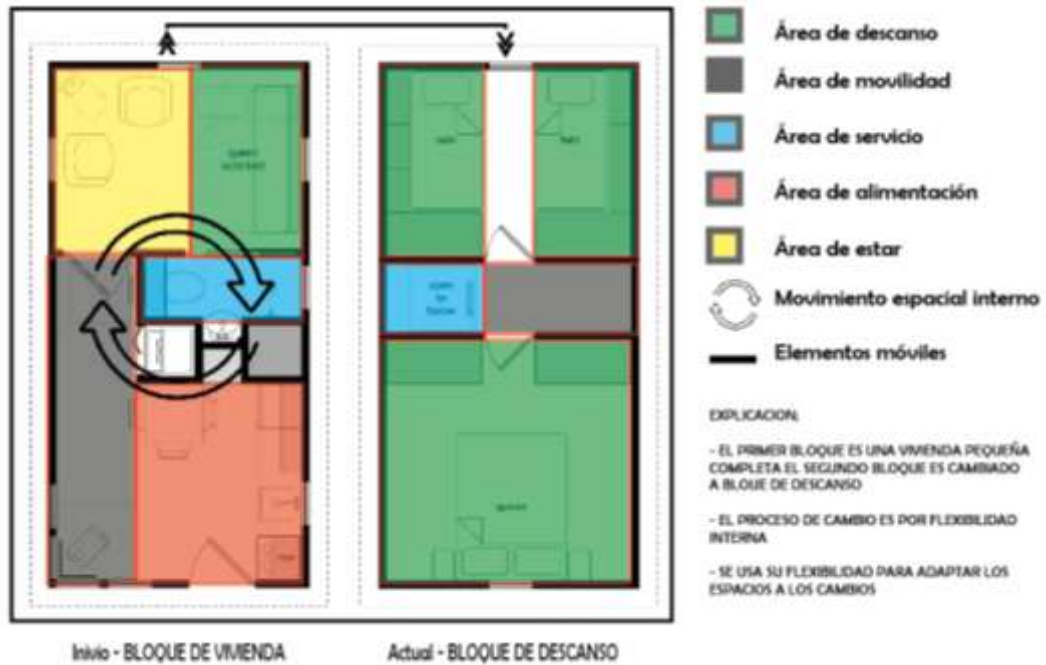 Área de descanso
Área de movilidad
Área de servicio
Área de alimentación
Área de estar
Movimiento espacial interno
Elementos móviles
EXPLICACION;
- EL PRIMER BLOQUE ES UNA VIVIENDA PEQUEÑA
COMPLETA EL SEGUNDO BLOQUE ES CAMBIADO
A BLOUE DE DESCANSO
- EL PROCESO DE CAMBIO ES POR FLEXIBILIDAD
INTERNA
- SE USA SU FLEXIBILIDAD PARA ADAPTAR LOS
ESPACIOS A LOS CAMBIOS
Inivio - BLOQUE DE VIVIENDA
Actual - BLOQUE DE DESCANSO